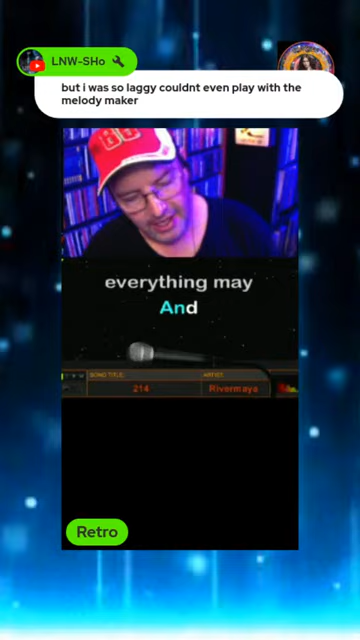 LNW-SHo
but i was so laggy couldnt even play with the
melody maker
everything may
And
SONG TITLE:
ARTIST:
214
Rivermaya
Retro